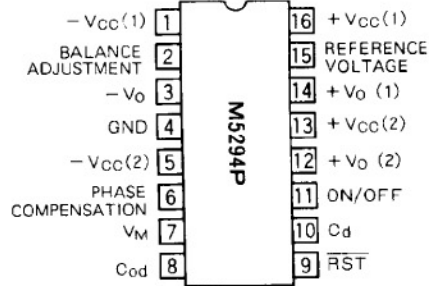 −VCC(1) 1
BALANCE
ADJUSTMENT 2
−VO 3
GND 4
−VCC(2) 5
PHASE
COMPENSATION 6
VM 7
Cod 8
M5294P
16 +VCC(1)
15 REFERENCE
VOLTAGE
14 +VO (1)
13 +VCC(2)
12 +VO (2)
11 ON/OFF
10 Cd
9 R̅S̅T̅